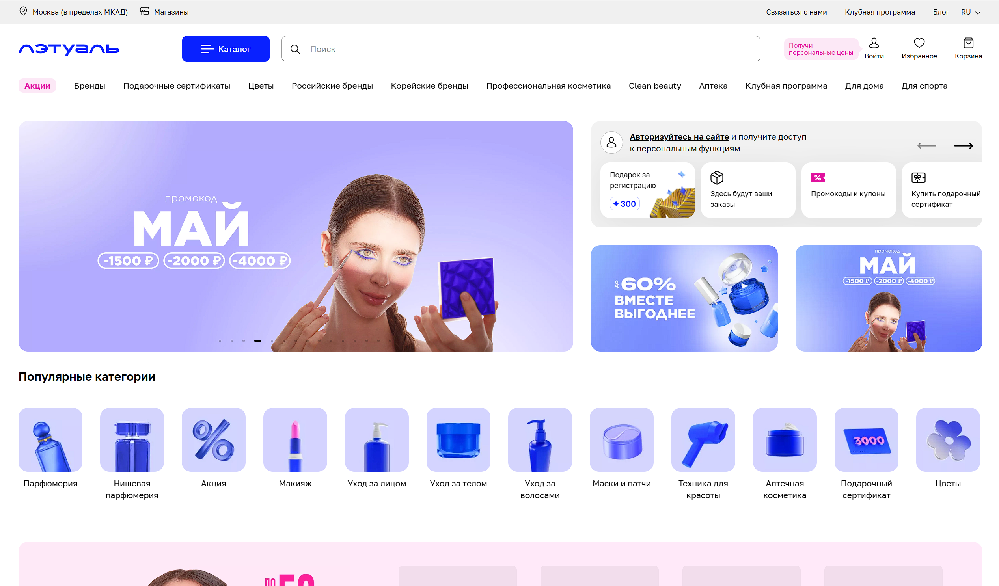 Москва (в пределах МКАД)
Магазины
Связаться с нами
Клубная программа
Блог
RU
лэтуаль
Каталог
Поиск
Получи
персональные цены
Войти
Избранное
Корзина
Акции
Бренды
Подарочные сертификаты
Цветы
Российские бренды
Корейские бренды
Профессиональная косметика
Clean beauty
Аптека
Клубная программа
Для дома
Для спорта
промокод
МАЙ
-1500 ₽
-2000 ₽
-4000 ₽
Авторизуйтесь на сайте и получите доступ
к персональным функциям
Подарок за
регистрацию
300
Здесь будут ваши
заказы
%
Промокоды и купоны
Купить подарочный
сертификат
до 60%
ВМЕСТЕ
ВЫГОДНЕЕ
промокод
МАЙ
-1500 ₽
-2000 ₽
-4000 ₽
Популярные категории
3000
Парфюмерия
Нишевая
парфюмерия
Акция
Макияж
Уход за лицом
Уход за телом
Уход за
волосами
Маски и патчи
Техника для
красоты
Аптечная
косметика
Подарочный
сертификат
Цветы
до 50